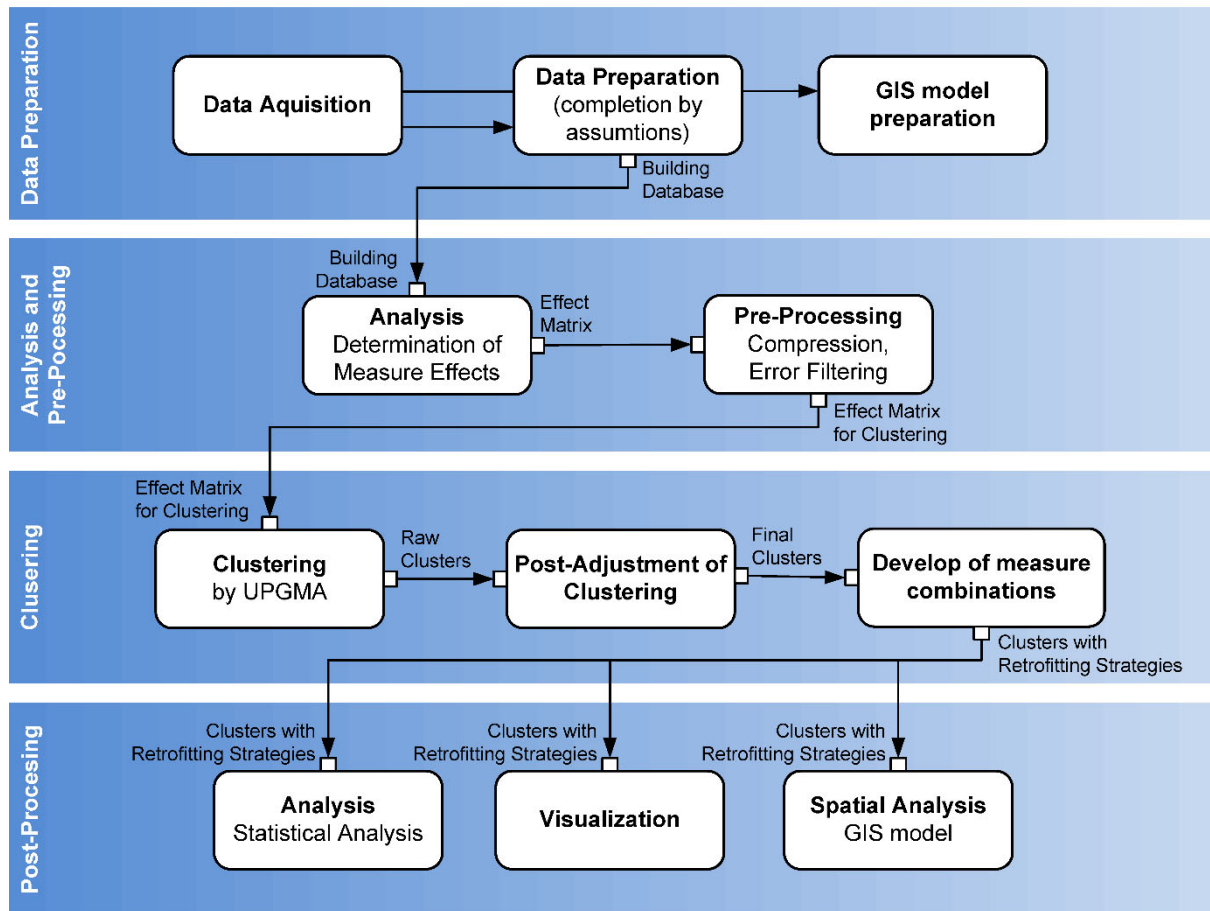 Data Preparation
Data Aquisition
Data Preparation
(completion by
assumtions)
GIS model
preparation
Building
Database
Analysis and
Pre-Pocessing
Building
Database
Analysis
Determination of
Measure Effects
Effect
Matrix
Pre-Processing
Compression,
Error Filtering
Effect Matrix
for Clustering
Clusering
Effect Matrix
for Clustering
Clustering
by UPGMA
Raw
Clusters
Post-Adjustment of
Clustering
Final
Clusters
Develop of measure
combinations
Clusters with
Retrofitting Strategies
Post-Procesing
Clusters with
Retrofitting Strategies
Analysis
Statistical Analysis
Clusters with
Retrofitting Strategies
Visualization
Clusters with
Retrofitting Strategies
Spatial Analysis
GIS model